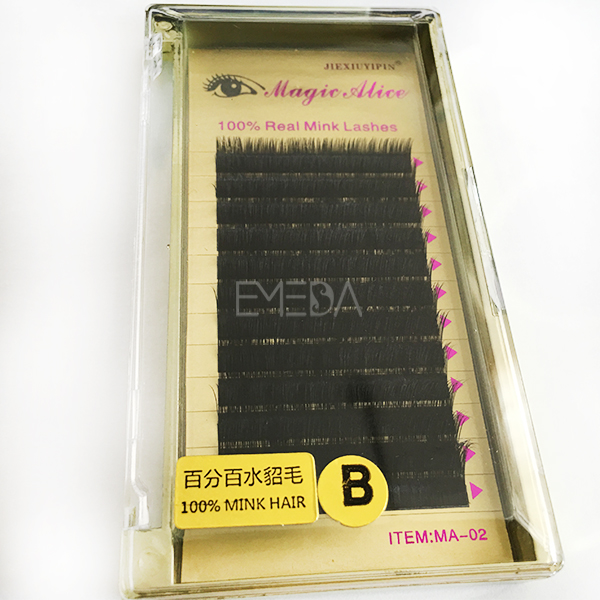 JIEXIUYIPIN®
Magic Alice
100% Real Mink Lashes
EMEDA
百分百水貂毛
100% MINK HAIR
B
ITEM:MA-02